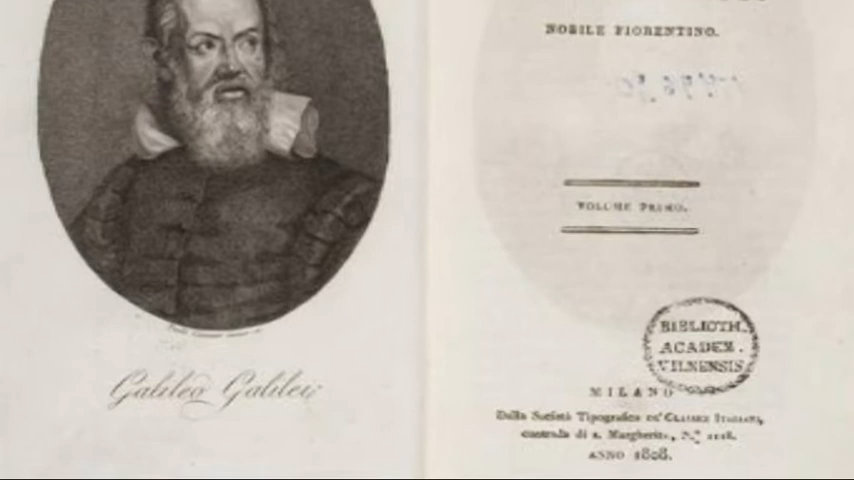 Galileo Galilei
NOBILE FIORENTINO.
VOLUME PRIMO.
BIBLIOTH.
ACADEM.
VILNENSIS
MILANO
Dalla Società Tipografica de' CLASSICI ITALIANI,
contrada di s. Margherita, N.º 1118.
ANNO 1808.